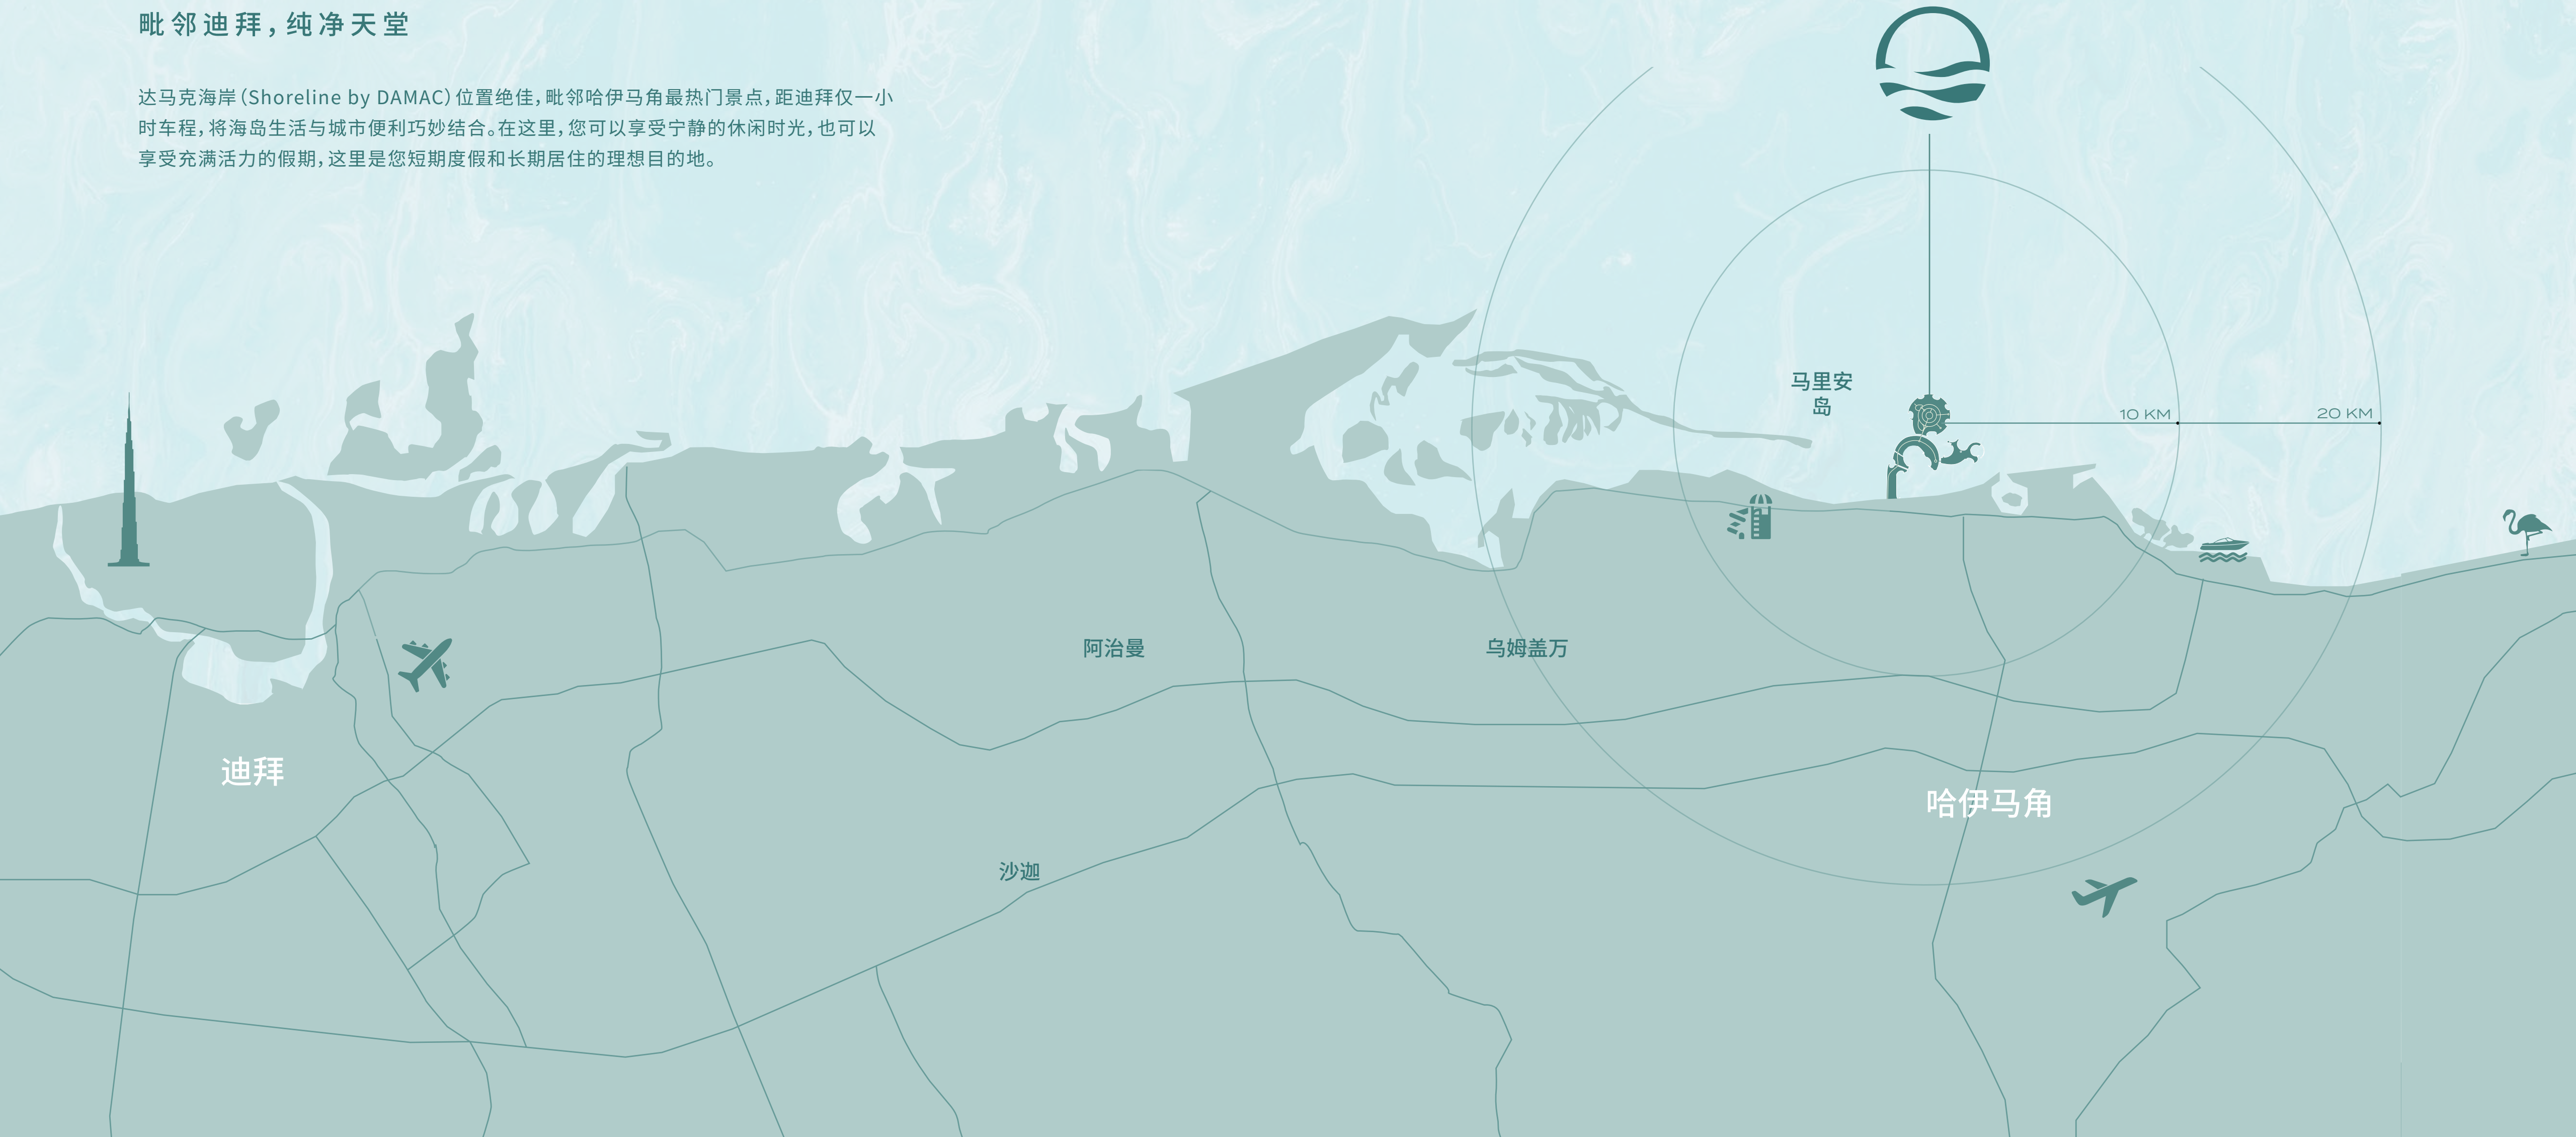 毗邻迪拜，纯净天堂
达马克海岸（Shoreline by DAMAC）位置绝佳，毗邻哈伊马角最热门景点，距迪拜仅一小
时车程，将海岛生活与城市便利巧妙结合。在这里，您可以享受宁静的休闲时光，也可以
享受充满活力的假期，这里是您短期度假和长期居住的理想目的地。
马里安
岛
10 KM
20 KM
阿治曼
乌姆盖万
迪拜
哈伊马角
沙迦